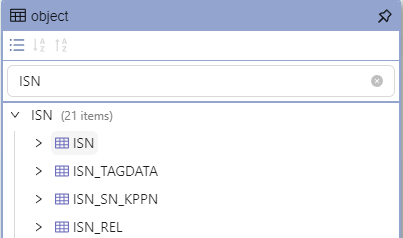 object
ISN
ISN (21 items)
ISN
ISN_TAGDATA
ISN_SN_KPPN
ISN_REL